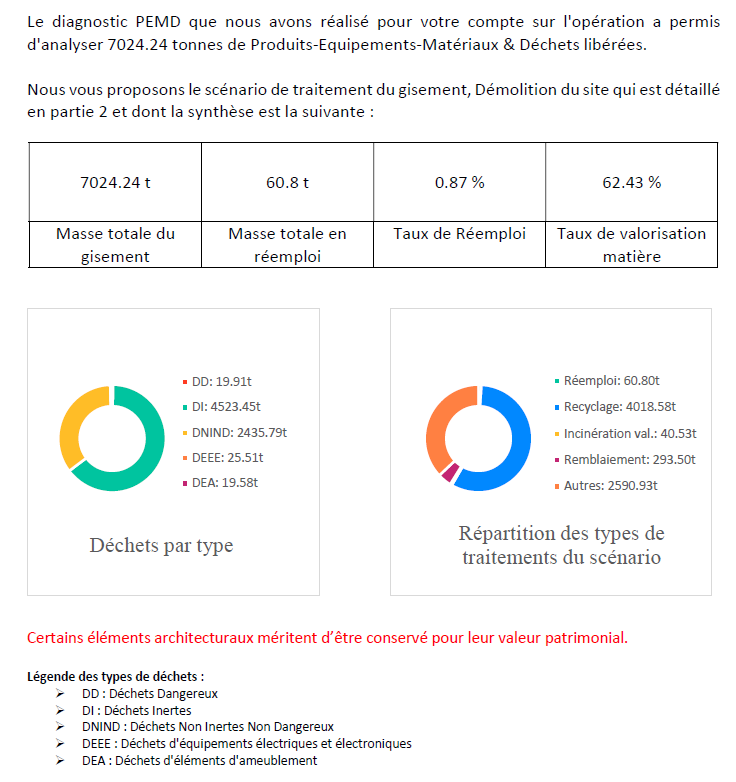 Le diagnostic PEMD que nous avons réalisé pour votre compte sur l'opération a permis
d'analyser 7024.24 tonnes de Produits-Equipements-Matériaux & Déchets libérées.
Nous vous proposons le scénario de traitement du gisement, Démolition du site qui est détaillé
en partie 2 et dont la synthèse est la suivante :
7024.24 t 60.8 t 0.87 % 62.43 %
Masse totale du Masse totale en Taux de Réemploi Taux de valorisation
gisement réemploi matière
DD: 19.91t
DI: 4523.45t
DNIND: 2435.79t
DEEE: 25.51t
DEA: 19.58t
Déchets par type
Réemploi: 60.80t
Recyclage: 4018.58t
Incinération val.: 40.53t
Remblaiement: 293.50t
Autres: 2590.93t
Répartition des types de
traitements du scénario
Certains éléments architecturaux méritent d’être conservé pour leur valeur patrimonial.
Légende des types de déchets :
➢ DD : Déchets Dangereux
➢ DI : Déchets Inertes
➢ DNIND : Déchets Non Inertes Non Dangereux
➢ DEEE : Déchets d'équipements électriques et électroniques
➢ DEA : Déchets d'éléments d'ameublement